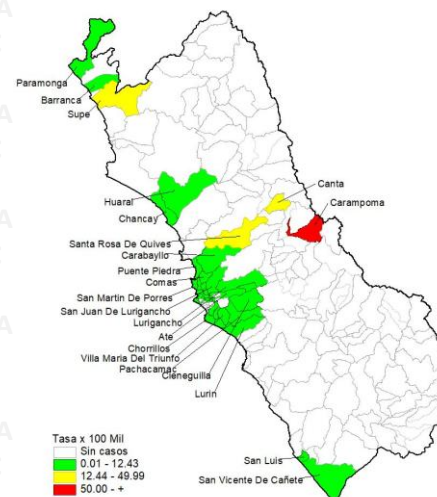 Paramonga
Barranca
Supe
Huaral
Chancay
Canta
Carampoma
Santa Rosa De Quives
Carabayllo
Puente Piedra
Comas
San Martin De Porres
San Juan De Lurigancho
Lurigancho
Ate
Chorrillos
Villa Maria Del Triunfo
Pachacamac
Cieneguilla
Lurin
San Luis
San Vicente De Cañete
Tasa x 100 Mil
Sin casos
0.01 - 12.43
12.44 - 49.99
50.00 - +